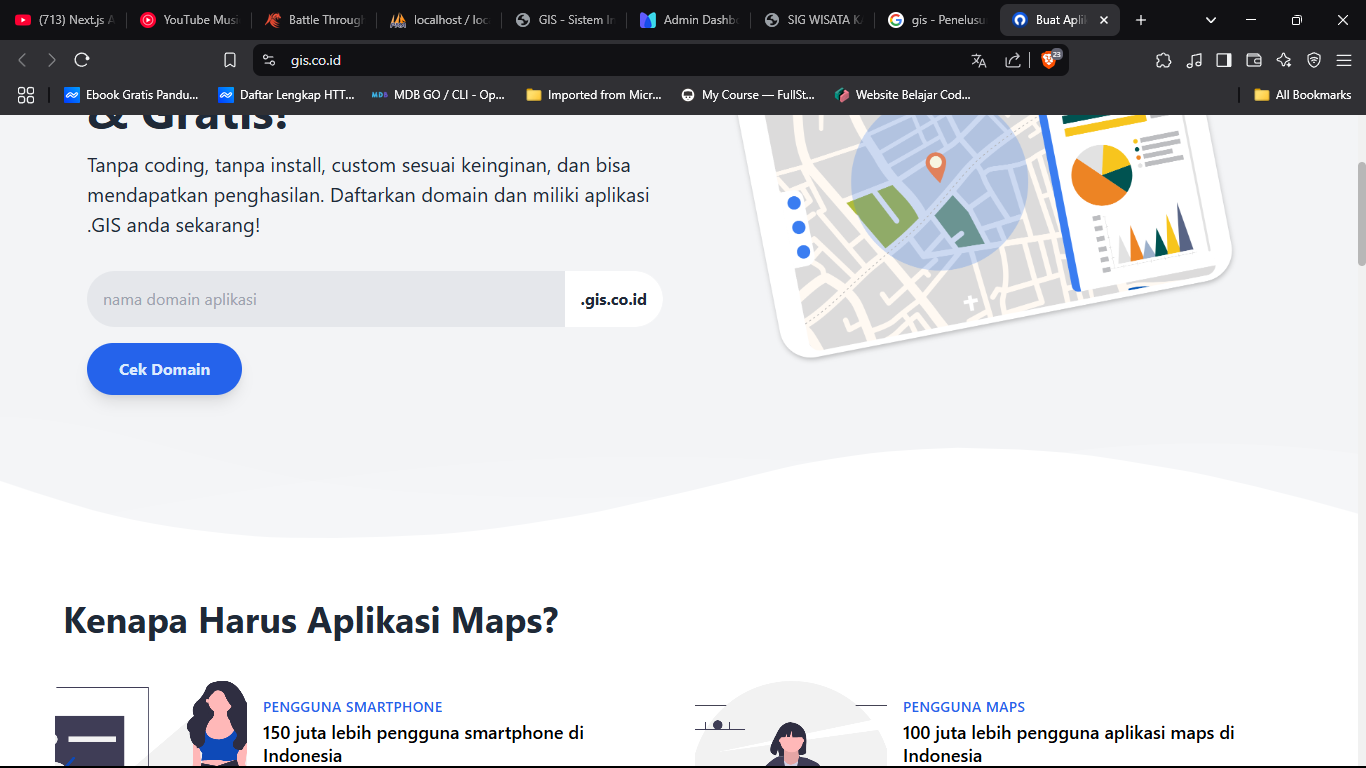 (713) Next.js A
YouTube Musi
Battle Through
localhost / loc
GIS - Sistem In
Admin Dashbo
SIG WISATA KA
gis - Penelusu
Buat Aplik
gis.co.id
23
Ebook Gratis Pandu...
Daftar Lengkap HTT...
MDB GO / CLI - Op...
Imported from Micr...
My Course — FullSt...
Website Belajar Cod...
All Bookmarks
& Gratis!
Tanpa coding, tanpa install, custom sesuai keinginan, dan bisa
mendapatkan penghasilan. Daftarkan domain dan miliki aplikasi
.GIS anda sekarang!
nama domain aplikasi
.gis.co.id
Cek Domain
Kenapa Harus Aplikasi Maps?
PENGGUNA SMARTPHONE
150 juta lebih pengguna smartphone di
Indonesia
PENGGUNA MAPS
100 juta lebih pengguna aplikasi maps di
Indonesia